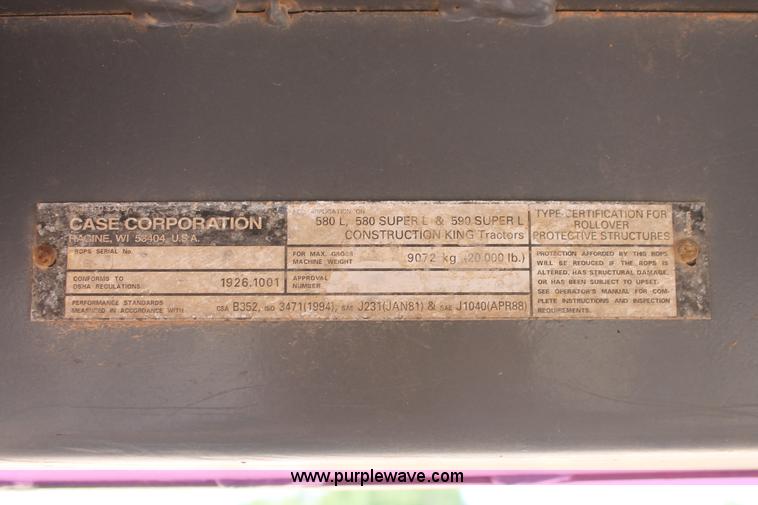 CASE CORPORATION
RACINE, WI 53404, U.S.A.
FOR APPLICATION ON
580 L, 580 SUPER L & 590 SUPER L
CONSTRUCTION KING Tractors
TYPE CERTIFICATION FOR
ROLLOVER
PROTECTIVE STRUCTURES
ROPS SERIAL No.
FOR MAX. GROSS
MACHINE WEIGHT
9072 kg (20 000 lb.)
CONFORMS TO
OSHA REGULATIONS
1926.1001
APPROVAL
NUMBER
PROTECTION AFFORDED BY THIS ROPS
WILL BE REDUCED IF THE ROPS IS
ALTERED, HAS STRUCTURAL DAMAGE,
OR HAS BEEN SUBJECT TO UPSET.
SEE OPERATOR'S MANUAL FOR COM-
PLETE INSTRUCTIONS AND INSPECTION
REQUIREMENTS.
PERFORMANCE STANDARDS
MEASURED IN ACCORDANCE WITH
CSA B352, ISO 3471(1994), SAE J231(JAN81) & SAE J1040(APR88)
www.purplewave.com